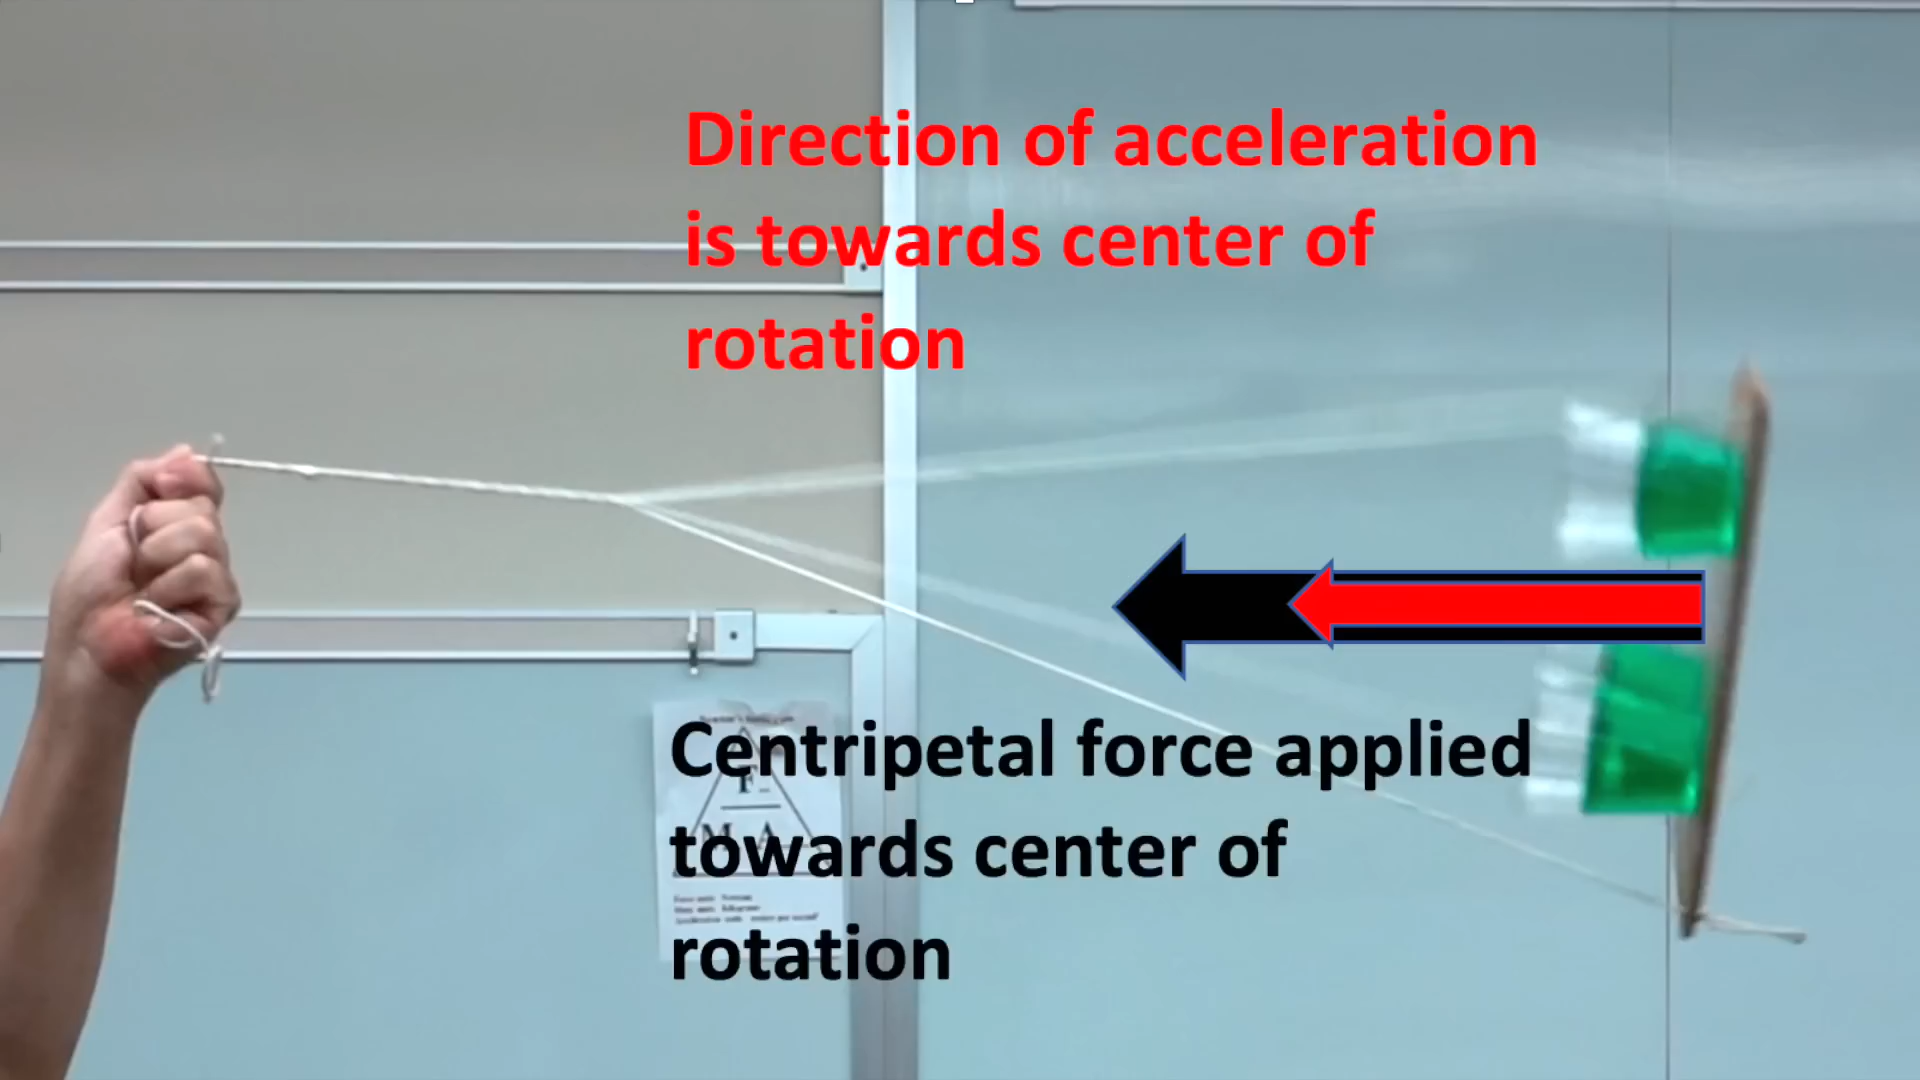 Direction of acceleration
is towards center of
rotation
Centripetal force applied
towards center of
rotation
F
M A